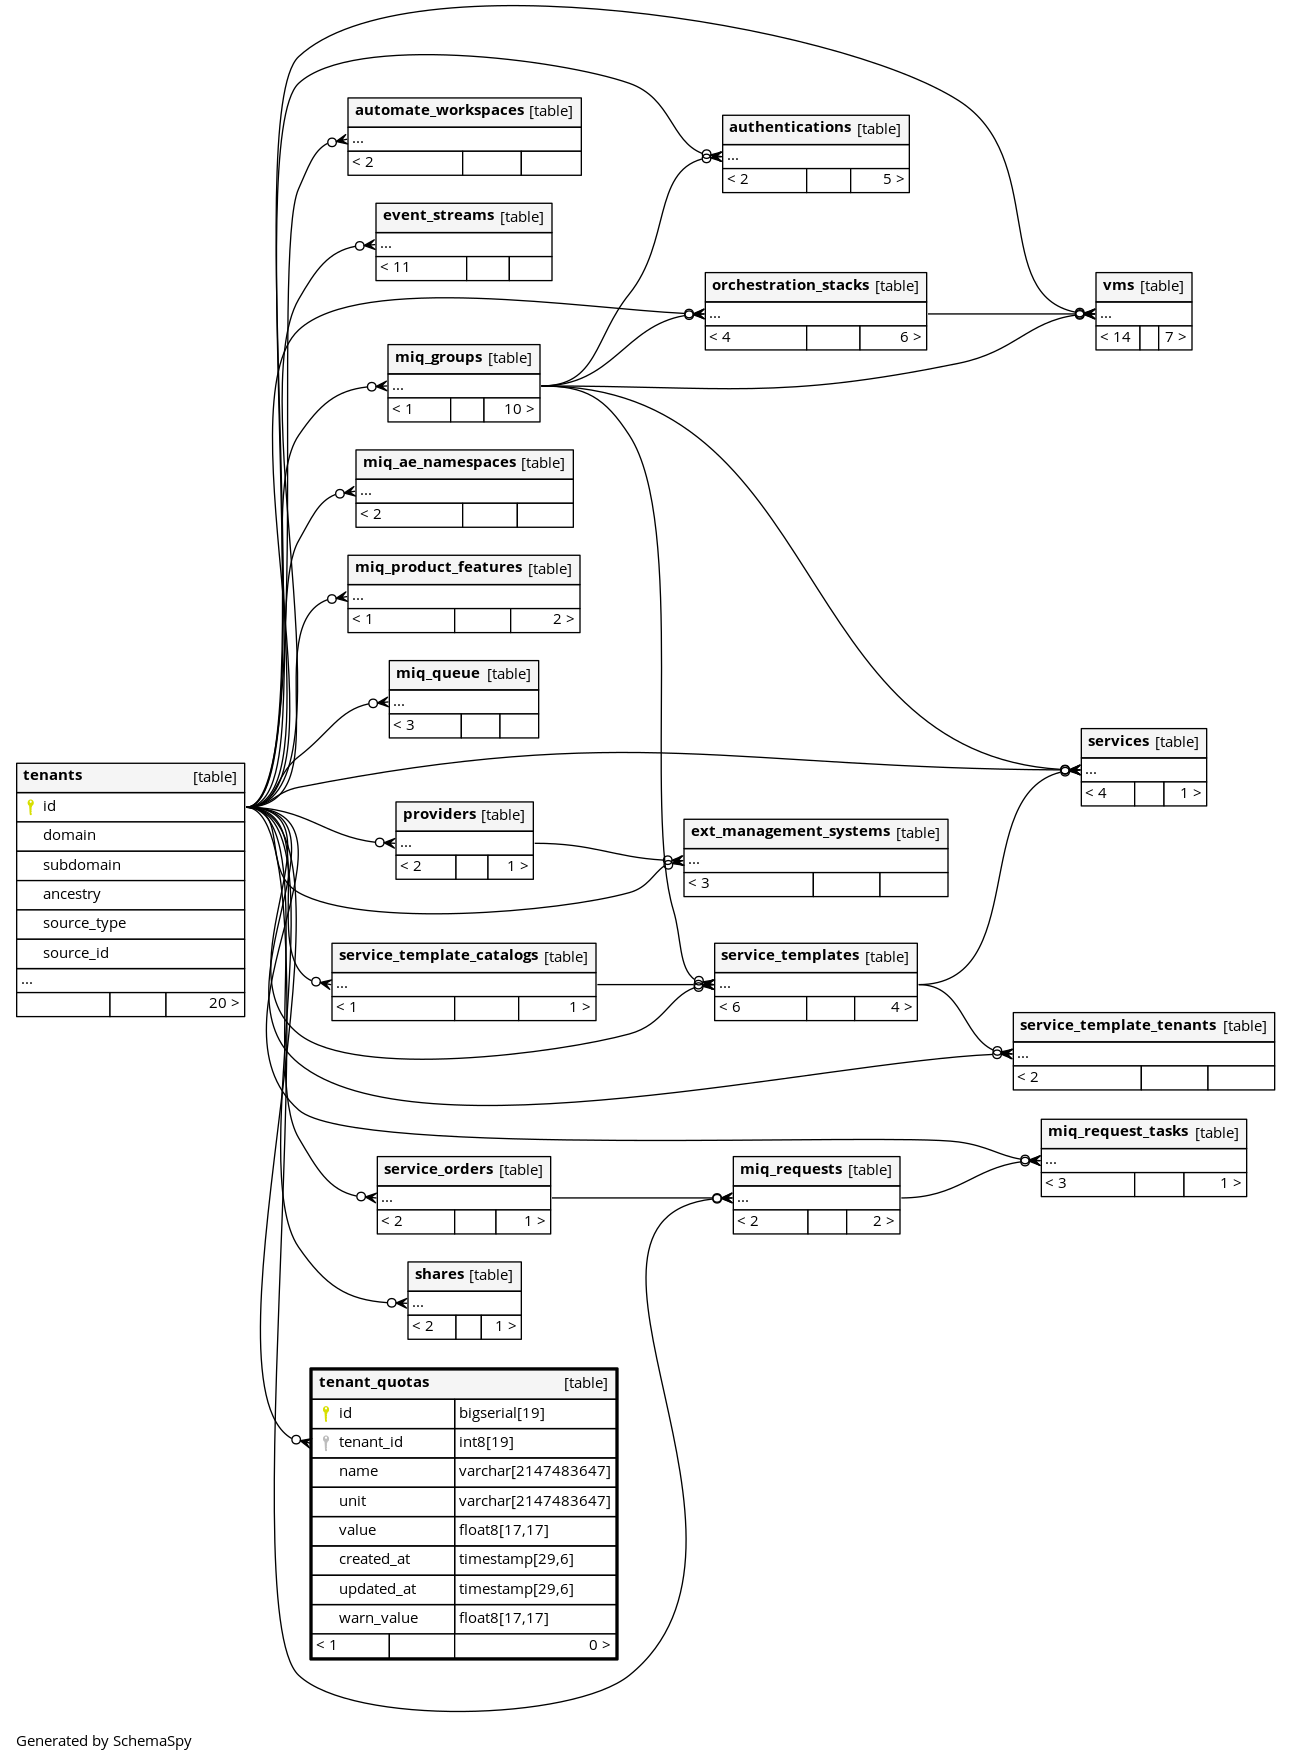 automate_workspaces [table]
...
< 2
authentications [table]
...
< 2 5 >
event_streams [table]
...
< 11
orchestration_stacks [table]
...
< 4 6 >
vms [table]
...
< 14 7 >
miq_groups [table]
...
< 1 10 >
miq_ae_namespaces [table]
...
< 2
miq_product_features [table]
...
< 1 2 >
miq_queue [table]
...
< 3
services [table]
...
< 4 1 >
tenants [table]
id
domain
subdomain
ancestry
source_type
source_id
...
20 >
providers [table]
...
< 2 1 >
ext_management_systems [table]
...
< 3
service_template_catalogs [table]
...
< 1 1 >
service_templates [table]
...
< 6 4 >
service_template_tenants [table]
...
< 2
miq_request_tasks [table]
...
< 3 1 >
service_orders [table]
...
< 2 1 >
miq_requests [table]
...
< 2 2 >
shares [table]
...
< 2 1 >
tenant_quotas [table]
id bigserial[19]
tenant_id int8[19]
name varchar[2147483647]
unit varchar[2147483647]
value float8[17,17]
created_at timestamp[29,6]
updated_at timestamp[29,6]
warn_value float8[17,17]
< 1 0 >
Generated by SchemaSpy